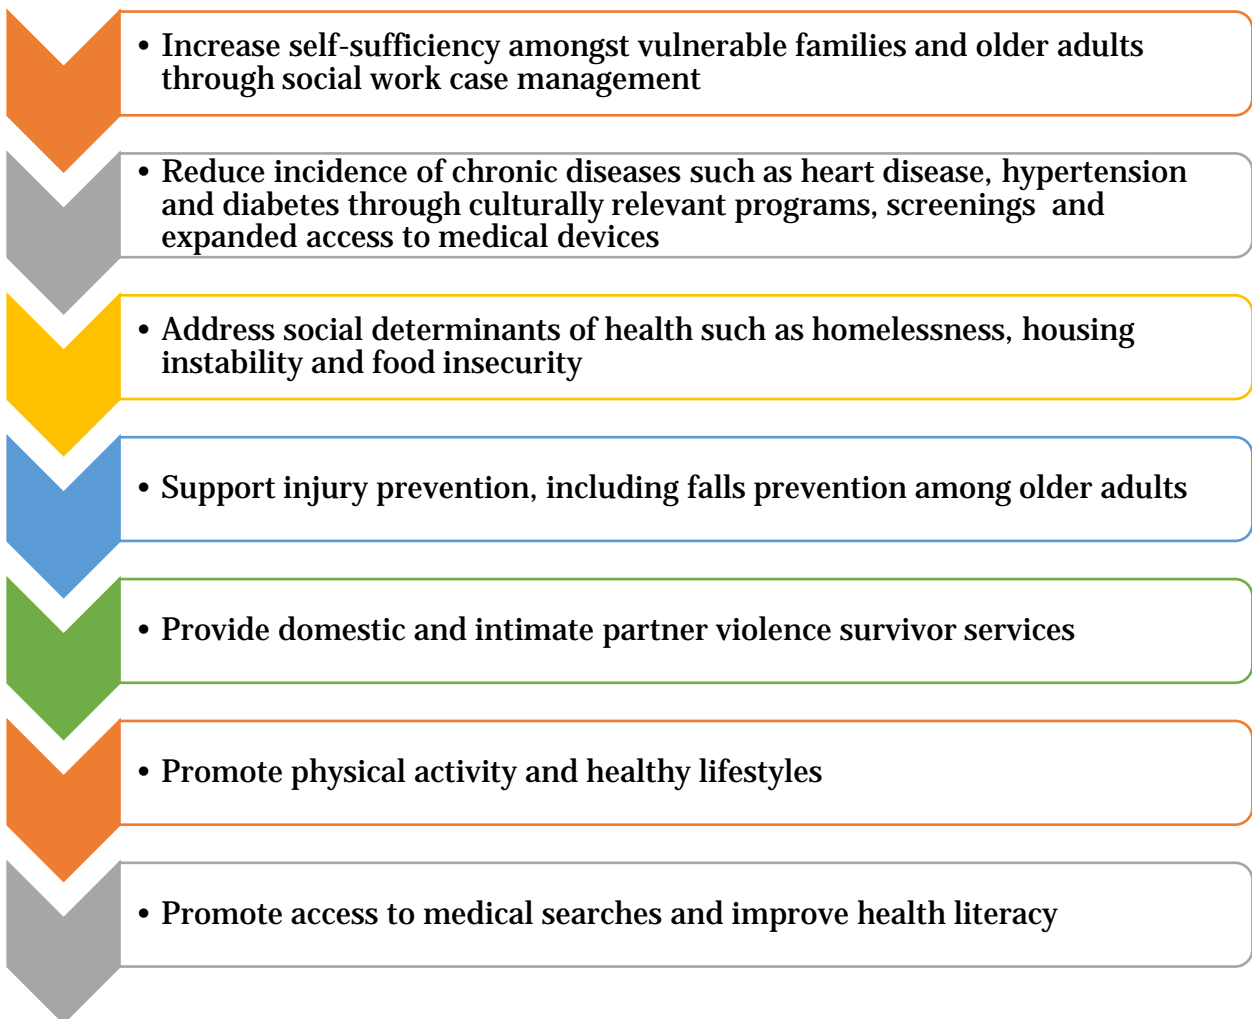 • Increase self-sufficiency amongst vulnerable families and older adults
through social work case management
• Reduce incidence of chronic diseases such as heart disease, hypertension
and diabetes through culturally relevant programs, screenings  and
expanded access to medical devices
• Address social determinants of health such as homelessness, housing
instability and food insecurity
• Support injury prevention, including falls prevention among older adults
• Provide domestic and intimate partner violence survivor services
• Promote physical activity and healthy lifestyles
• Promote access to medical searches and improve health literacy